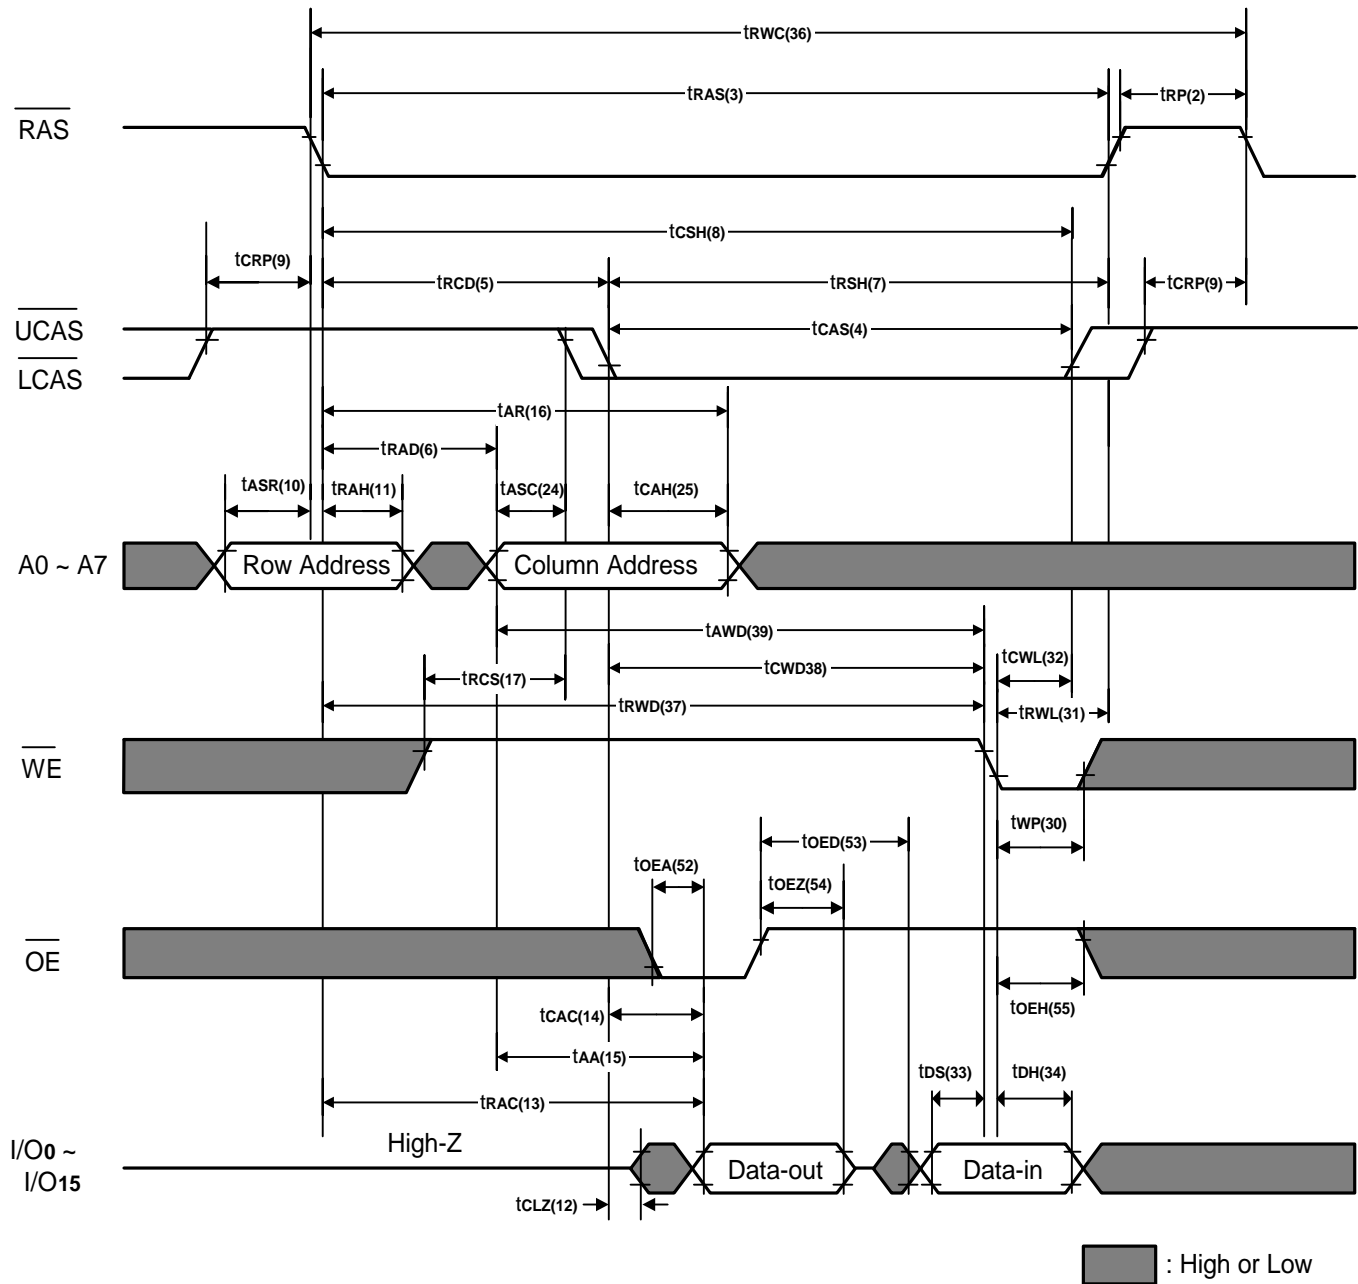 tRWC(36)
tRAS(3)
tRP(2)
RAS
tCSH(8)
tCRP(9)
tRCD(5)
tRSH(7)
tCRP(9)
UCAS
tCAS(4)
LCAS
tAR(16)
tRAD(6)
tASR(10)
tRAH(11)
tASC(24)
tCAH(25)
A0 ~ A7
Row Address
Column Address
tAWD(39)
tCWD38)
tCWL(32)
tRCS(17)
tRWD(37)
tRWL(31)
WE
tWP(30)
tOED(53)
tOEA(52)
tOEZ(54)
OE
tOEH(55)
tCAC(14)
tAA(15)
tDS(33)
tDH(34)
tRAC(13)
High-Z
I/O0 ~
I/O15
Data-out
Data-in
tCLZ(12)
: High or Low